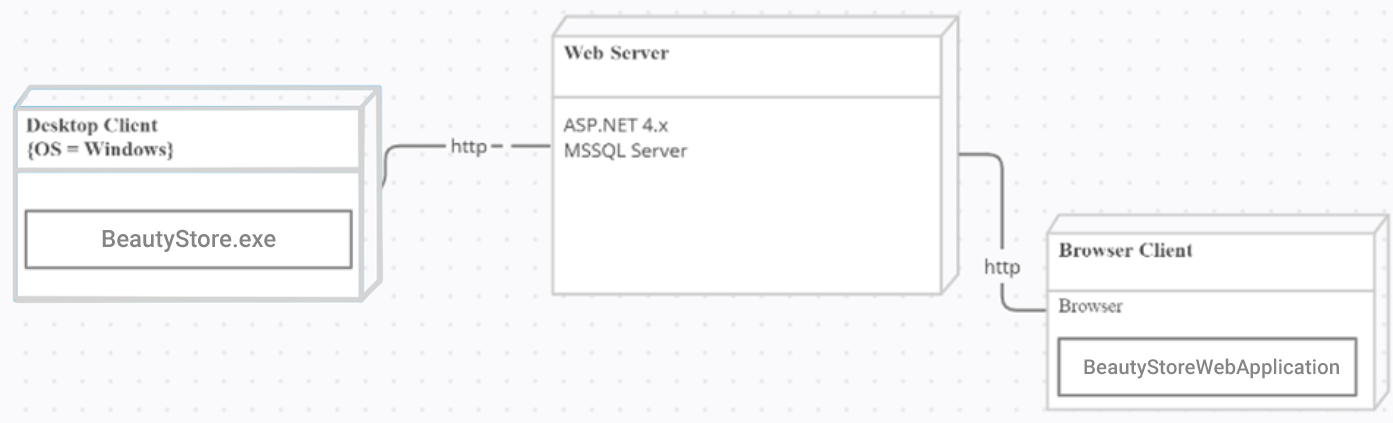 Web Server
ASP.NET 4.x
MSSQL Server
Desktop Client
{OS = Windows}
BeautyStore.exe
http
http
Browser Client
Browser
BeautyStoreWebApplication